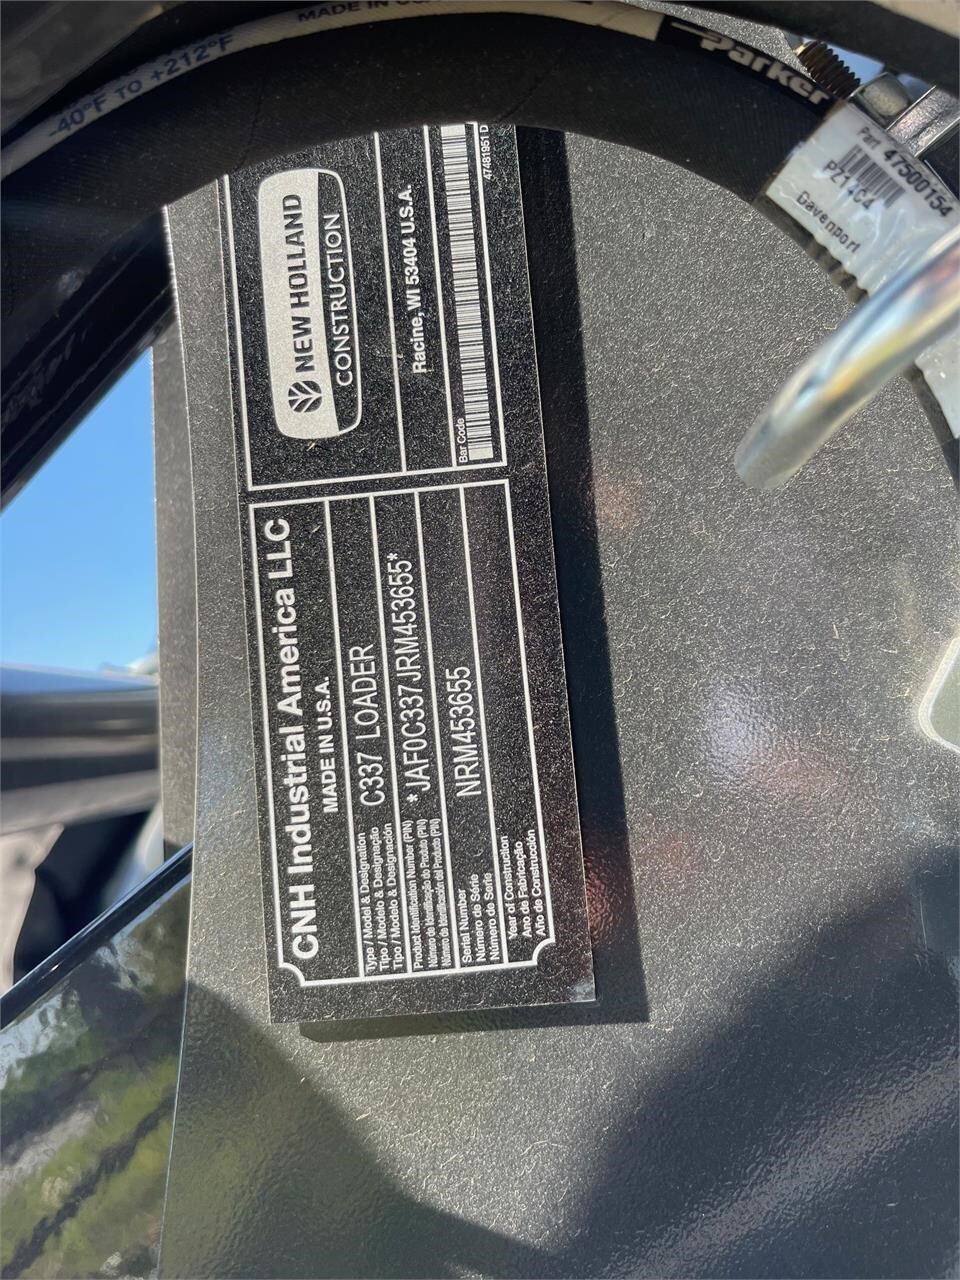 MADE IN
-40°F TO +212°F
Parker
Part 47500154
PZ14C4
Davenport
NEW HOLLAND
CONSTRUCTION
Racine, WI 53404 U.S.A.
Bar Code
47481951 D
CNH Industrial America LLC
MADE IN U.S.A.
Type / Model & Designation
Tipo / Modelo & Designação
Tipo / Modelo & Designación
C337 LOADER
Product Identification Number (PIN)
Número de Identificação do Produto (PIN)
Número de Identificación del Producto (PIN)
*JAF0C337JRM453655*
Serial Number
Número de Série
Número de Serie
NRM453655
Year of Construction
Ano de Fabricação
Año de Construcción